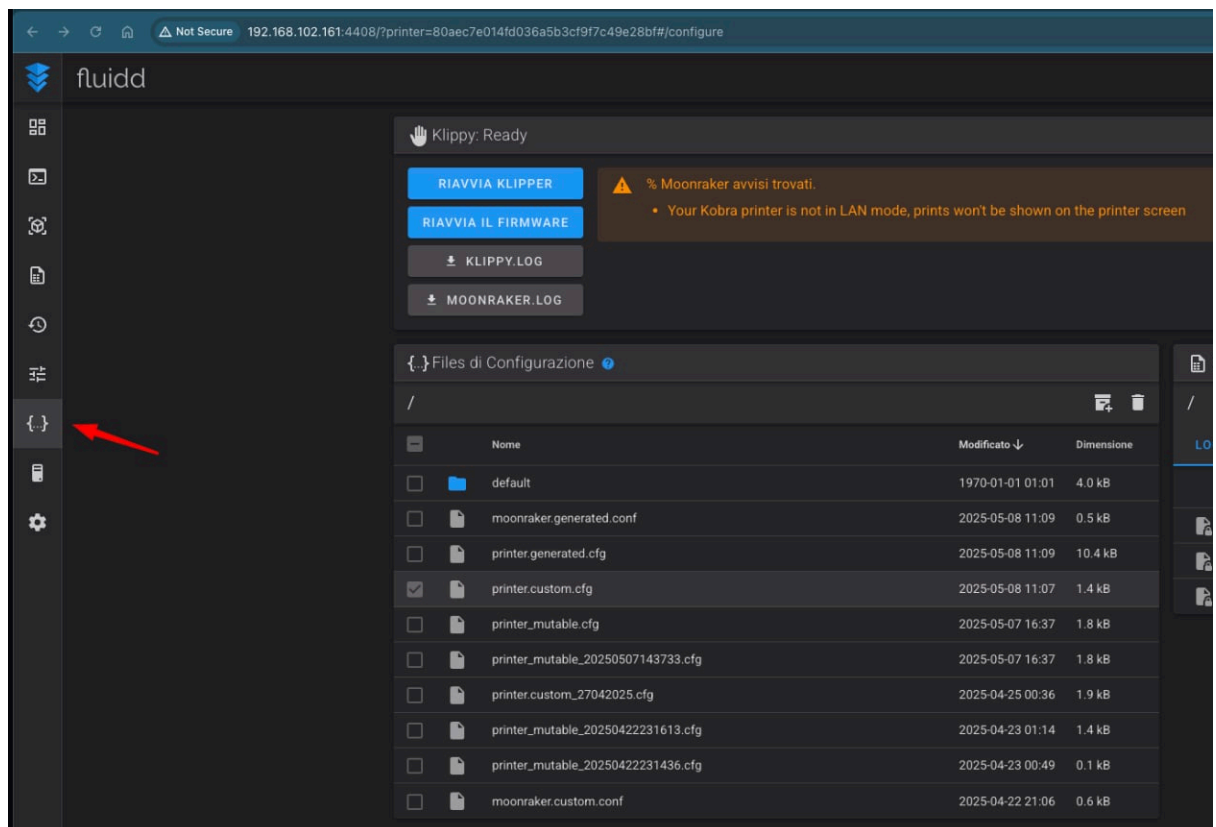 Not Secure 192.168.102.161:4408/?printer=80aec7e014fd036a5b3cf9f7c49e28bf#/configure
fluidd
Klippy: Ready
RIAVVIA KLIPPER
RIAVVIA IL FIRMWARE
KLIPPY.LOG
MOONRAKER.LOG
% Moonraker avvisi trovati.
• Your Kobra printer is not in LAN mode, prints won't be shown on the printer screen
{...} Files di Configurazione ?
/
/
Nome Modificato ↓ Dimensione
LO
default 1970-01-01 01:01 4.0 kB
moonraker.generated.conf 2025-05-08 11:09 0.5 kB
printer.generated.cfg 2025-05-08 11:09 10.4 kB
printer.custom.cfg 2025-05-08 11:07 1.4 kB
printer_mutable.cfg 2025-05-07 16:37 1.8 kB
printer_mutable_20250507143733.cfg 2025-05-07 16:37 1.8 kB
printer.custom_27042025.cfg 2025-04-25 00:36 1.9 kB
printer_mutable_20250422231613.cfg 2025-04-23 01:14 1.4 kB
printer_mutable_20250422231436.cfg 2025-04-23 00:49 0.1 kB
moonraker.custom.conf 2025-04-22 21:06 0.6 kB